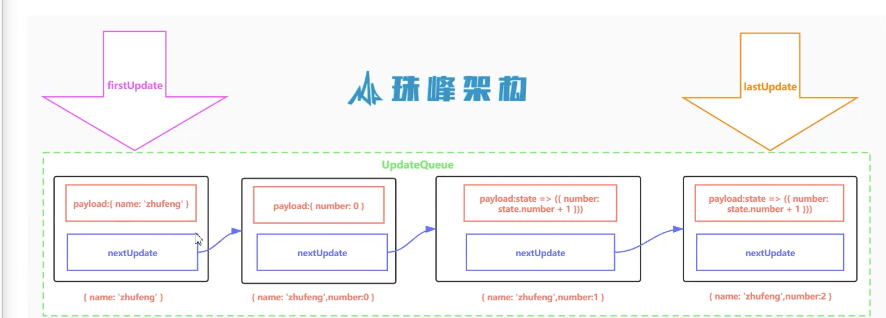 firstUpdate
珠峰架构
lastUpdate
UpdateQueue
payload:{ name: 'zhufeng' }
nextUpdate
{ name: 'zhufeng' }
payload:{ number: 0 }
nextUpdate
{ name: 'zhufeng',number:0 }
payload:state => ({ number:
state.number + 1 }))
nextUpdate
{ name: 'zhufeng',number:1 }
payload:state => ({ number:
state.number + 1 }))
nextUpdate
{ name: 'zhufeng',number:2 }